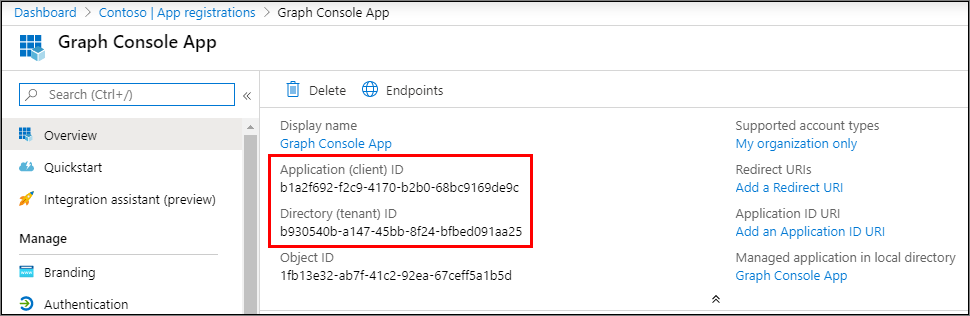 Dashboard > Contoso | App registrations > Graph Console App
Graph Console App
Search (Ctrl+/)
«
Overview
Quickstart
Integration assistant (preview)
Manage
Branding
Authentication
Delete
Endpoints
Display name
Graph Console App
Application (client) ID
b1a2f692-f2c9-4170-b2b0-68bc9169de9c
Directory (tenant) ID
b930540b-a147-45bb-8f24-bfbed091aa25
Object ID
1fb13e32-ab7f-41c2-92ea-67ceff5a1b5d
Supported account types
My organization only
Redirect URIs
Add a Redirect URI
Application ID URI
Add an Application ID URI
Managed application in local directory
Graph Console App